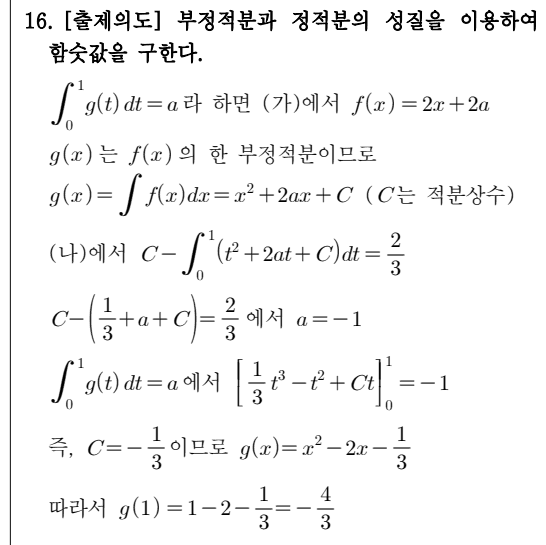 16. [출제의도] 부정적분과 정적분의 성질을 이용하여
함숫값을 구한다.
∫₀¹ g(t) dt = a 라 하면 (가)에서 f(x) = 2x + 2a
g(x) 는 f(x) 의 한 부정적분이므로
g(x) = ∫ f(x)dx = x² + 2ax + C (C는 적분상수)
(나)에서 C − ∫₀¹ (t² + 2at + C)dt = 2/3
C − (1/3 + a + C) = 2/3 에서 a = −1
∫₀¹ g(t) dt = a 에서 [1/3 t³ − t² + Ct]₀¹ = −1
즉, C = − 1/3 이므로 g(x) = x² − 2x − 1/3
따라서 g(1) = 1 − 2 − 1/3 = − 4/3